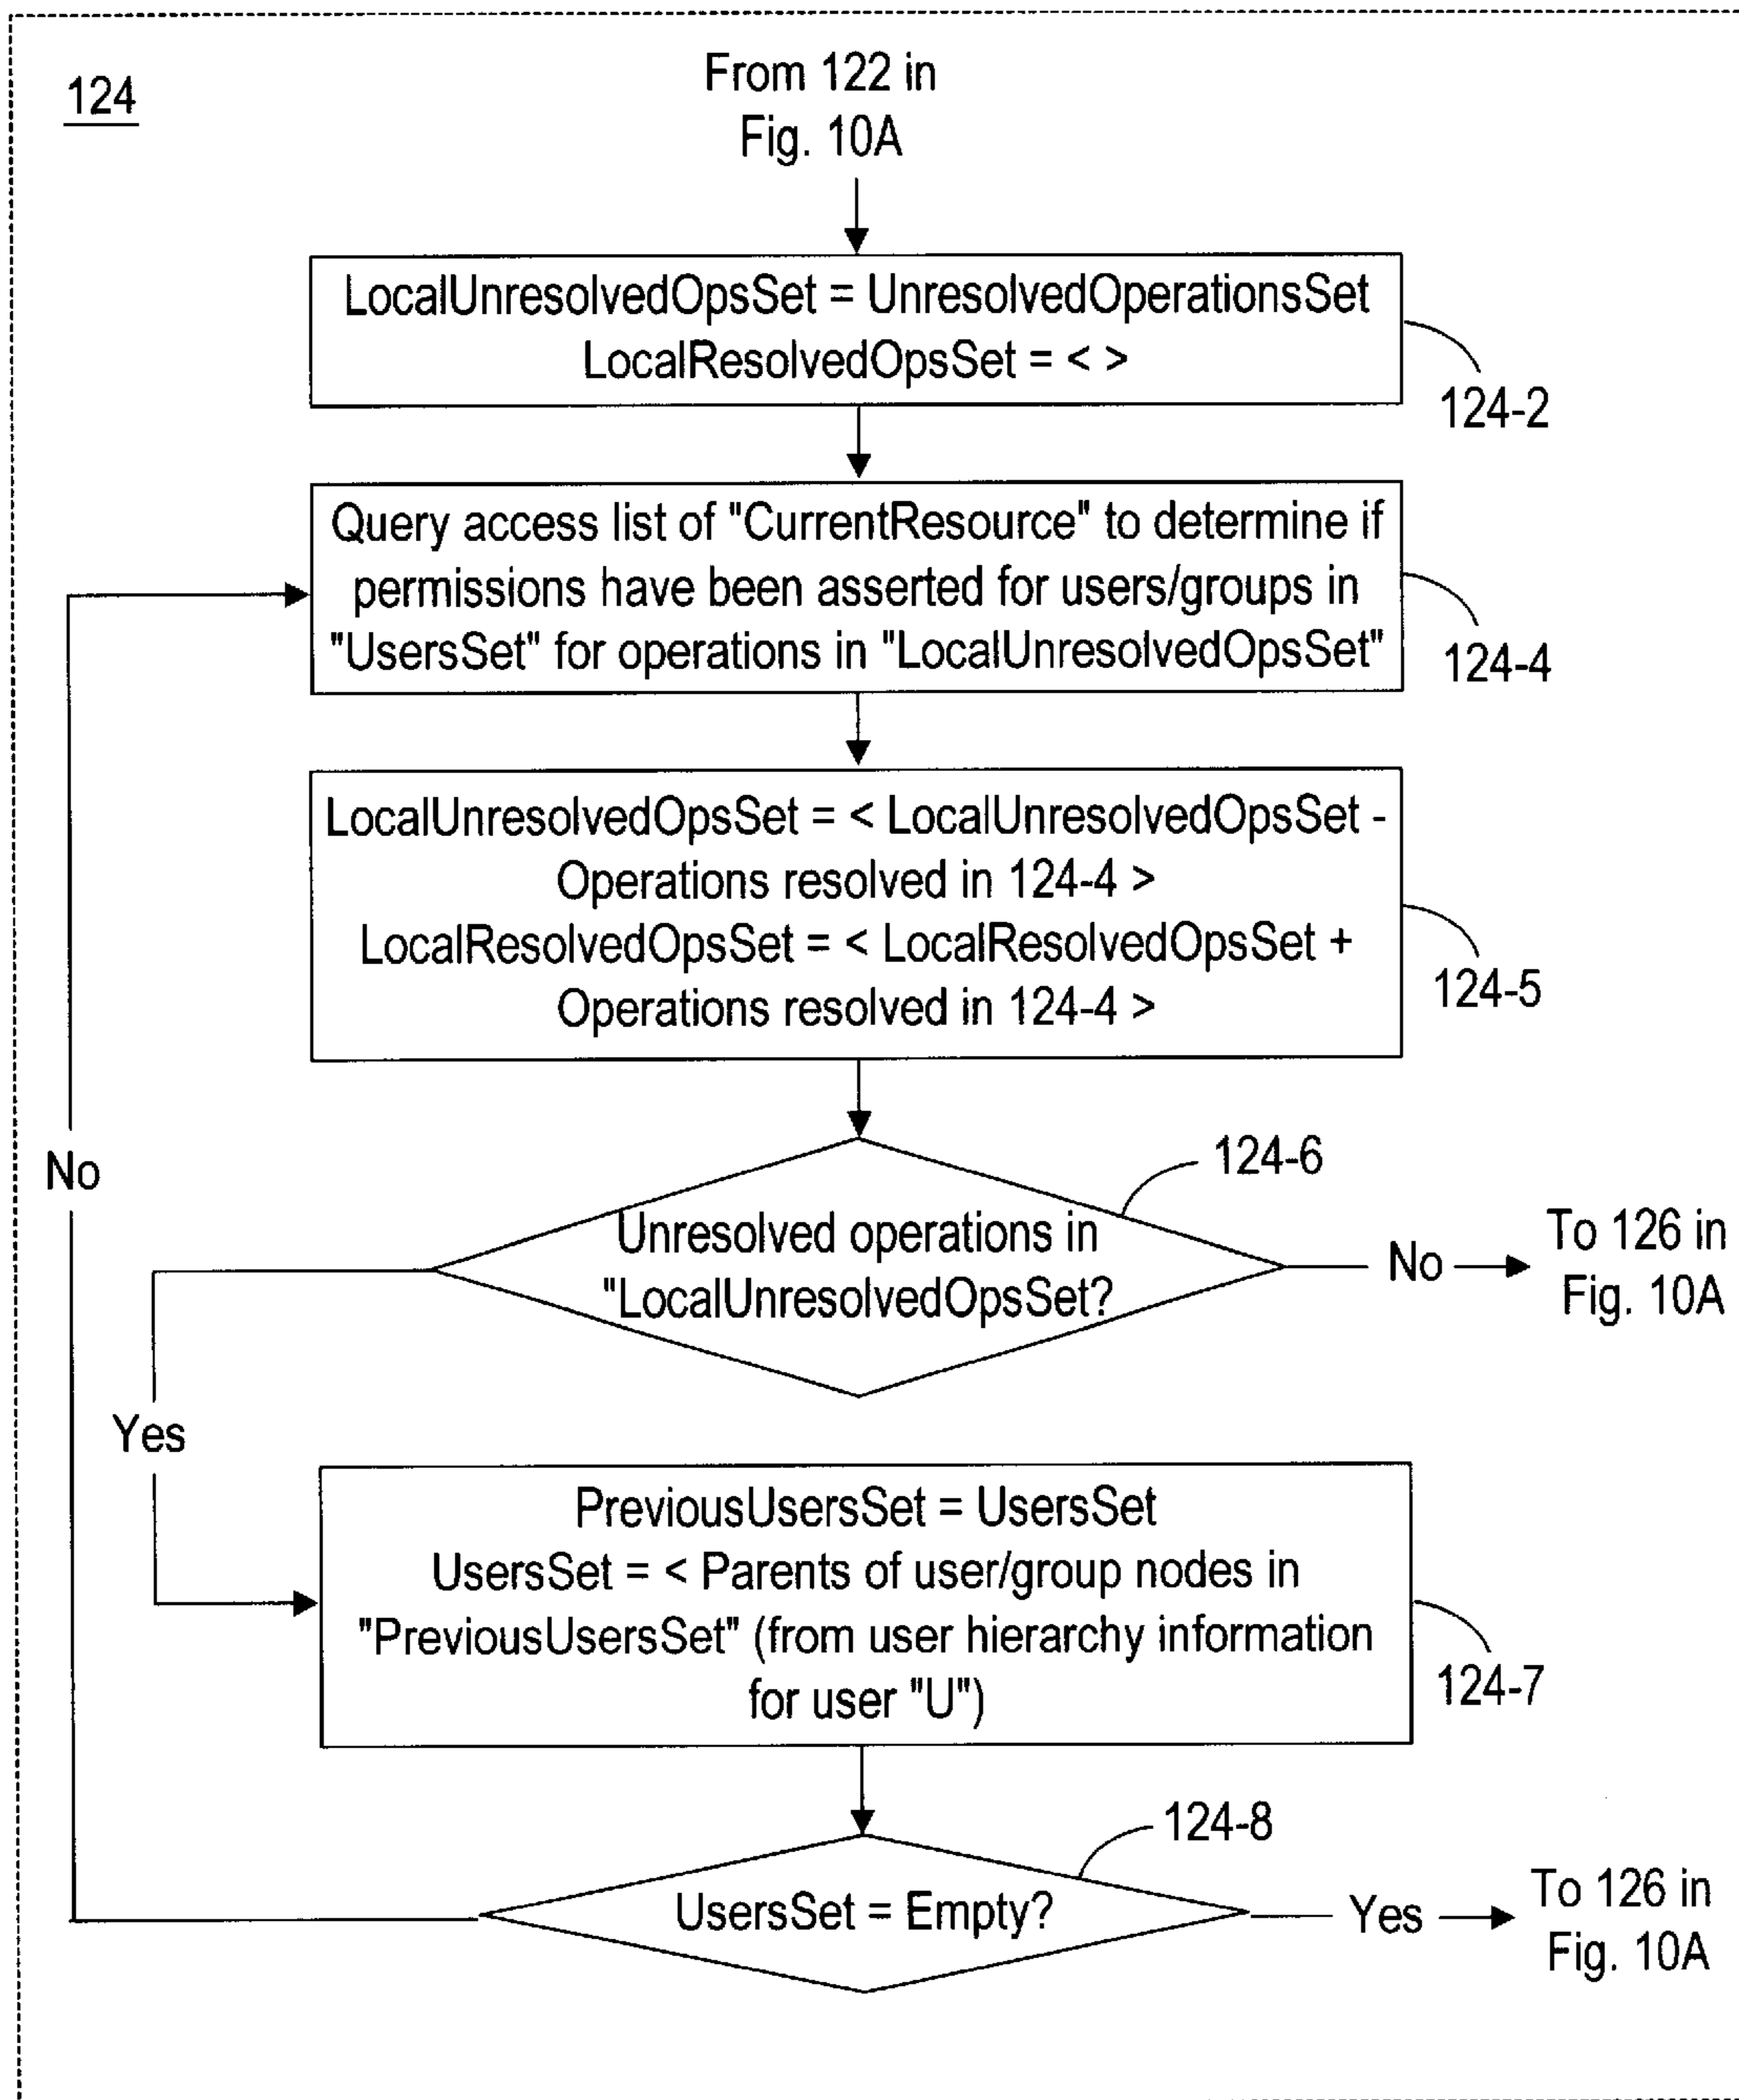 124
From 122 in
Fig. 10A
LocalUnresolvedOpsSet = UnresolvedOperationsSet
LocalResolvedOpsSet = < >
124-2
Query access list of "CurrentResource" to determine if
permissions have been asserted for users/groups in
"UsersSet" for operations in "LocalUnresolvedOpsSet"
124-4
LocalUnresolvedOpsSet = < LocalUnresolvedOpsSet -
Operations resolved in 124-4 >
LocalResolvedOpsSet = < LocalResolvedOpsSet +
Operations resolved in 124-4 >
124-5
No
124-6
Unresolved operations in
"LocalUnresolvedOpsSet?
No
To 126 in
Fig. 10A
Yes
PreviousUsersSet = UsersSet
UsersSet = < Parents of user/group nodes in
"PreviousUsersSet" (from user hierarchy information
for user "U")
124-7
124-8
UsersSet = Empty?
Yes
To 126 in
Fig. 10A